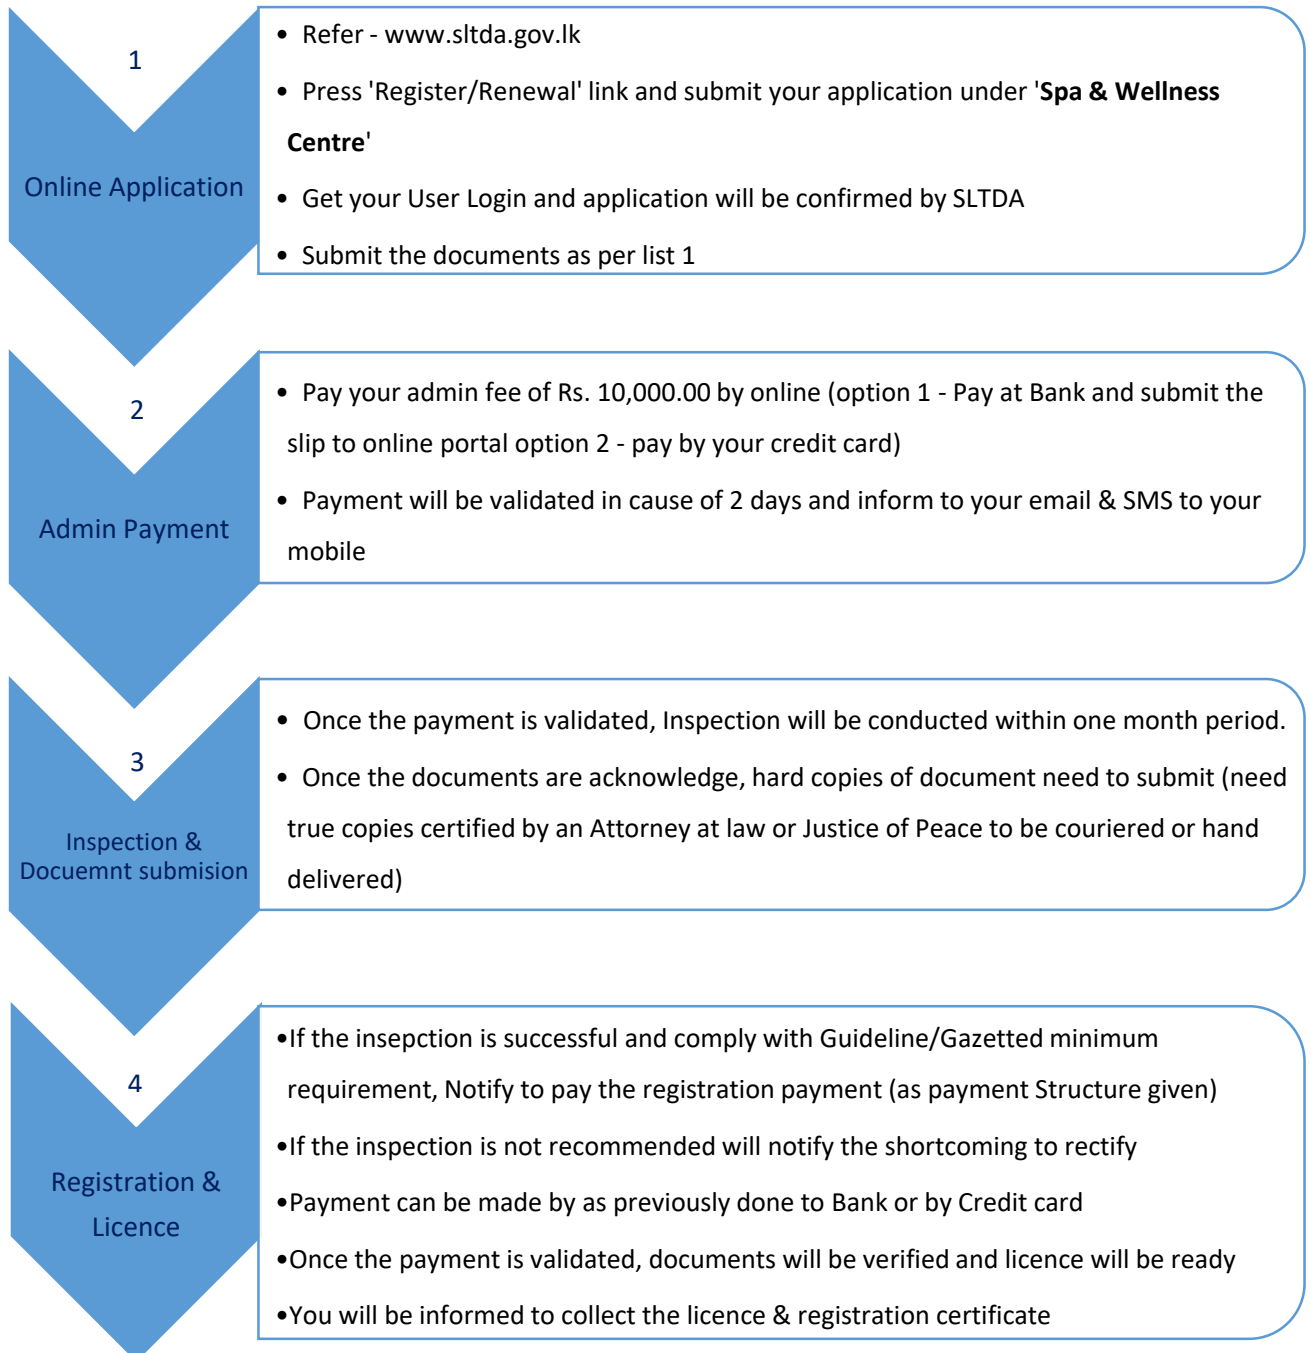 1
Online Application
• Refer - www.sltda.gov.lk
• Press 'Register/Renewal' link and submit your application under 'Spa & Wellness
Centre'
• Get your User Login and application will be confirmed by SLTDA
• Submit the documents as per list 1
2
Admin Payment
• Pay your admin fee of Rs. 10,000.00 by online (option 1 - Pay at Bank and submit the
slip to online portal option 2 - pay by your credit card)
• Payment will be validated in cause of 2 days and inform to your email & SMS to your
mobile
3
Inspection &
Docuemnt submision
• Once the payment is validated, Inspection will be conducted within one month period.
• Once the documents are acknowledge, hard copies of document need to submit (need
true copies certified by an Attorney at law or Justice of Peace to be couriered or hand
delivered)
4
Registration &
Licence
•If the insepction is successful and comply with Guideline/Gazetted minimum
requirement, Notify to pay the registration payment (as payment Structure given)
•If the inspection is not recommended will notify the shortcoming to rectify
•Payment can be made by as previously done to Bank or by Credit card
•Once the payment is validated, documents will be verified and licence will be ready
•You will be informed to collect the licence & registration certificate